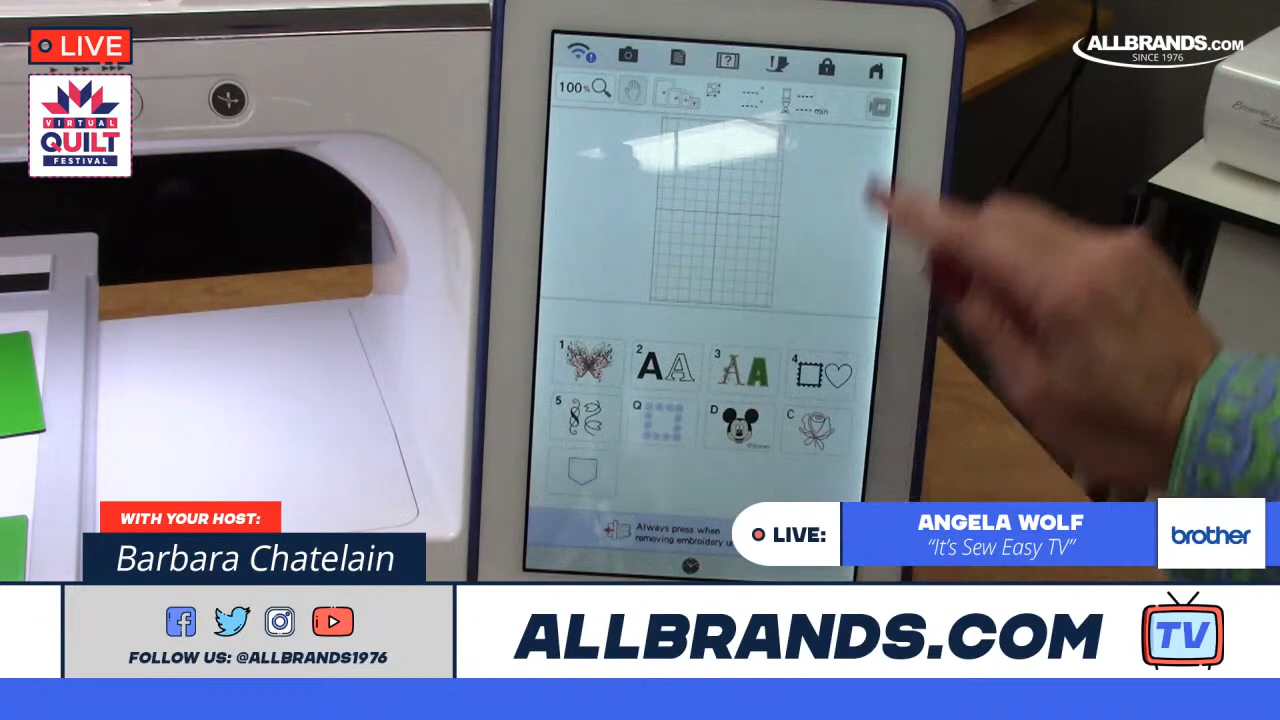 LIVE
VIRTUAL
QUILT
FESTIVAL
ALLBRANDS.COM
SINCE 1976
100%
?
min
1
2
A A
3
A A
4
5
Q
D
C
©Disney
Always press when
removing embroidery
WITH YOUR HOST:
Barbara Chatelain
LIVE:
ANGELA WOLF
"It's Sew Easy TV"
brother
FOLLOW US: @ALLBRANDS1976
ALLBRANDS.COM
TV